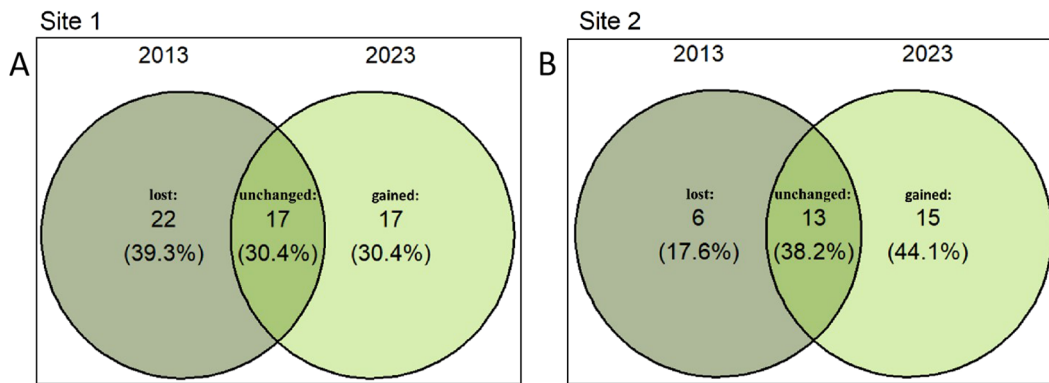 Site 1
A
2013 2023
lost: unchanged: gained:
22 17 17
(39.3%) (30.4%) (30.4%)
Site 2
B
2013 2023
lost: unchanged: gained:
6 13 15
(17.6%) (38.2%) (44.1%)